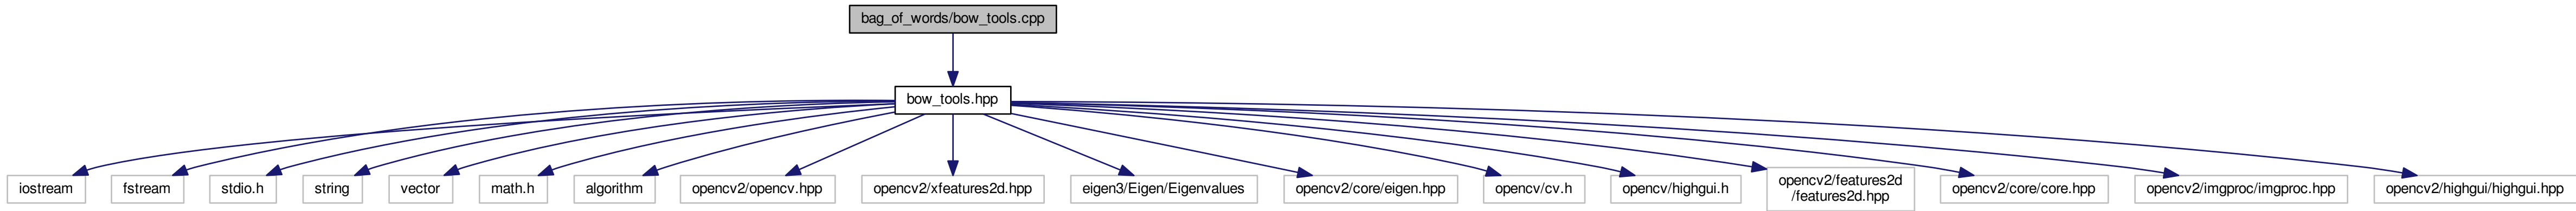 bag_of_words/bow_tools.cpp
bow_tools.hpp
iostream
fstream
stdio.h
string
vector
math.h
algorithm
opencv2/opencv.hpp
opencv2/xfeatures2d.hpp
eigen3/Eigen/Eigenvalues
opencv2/core/eigen.hpp
opencv/cv.h
opencv/highgui.h
opencv2/features2d
/features2d.hpp
opencv2/core/core.hpp
opencv2/imgproc/imgproc.hpp
opencv2/highgui/highgui.hpp